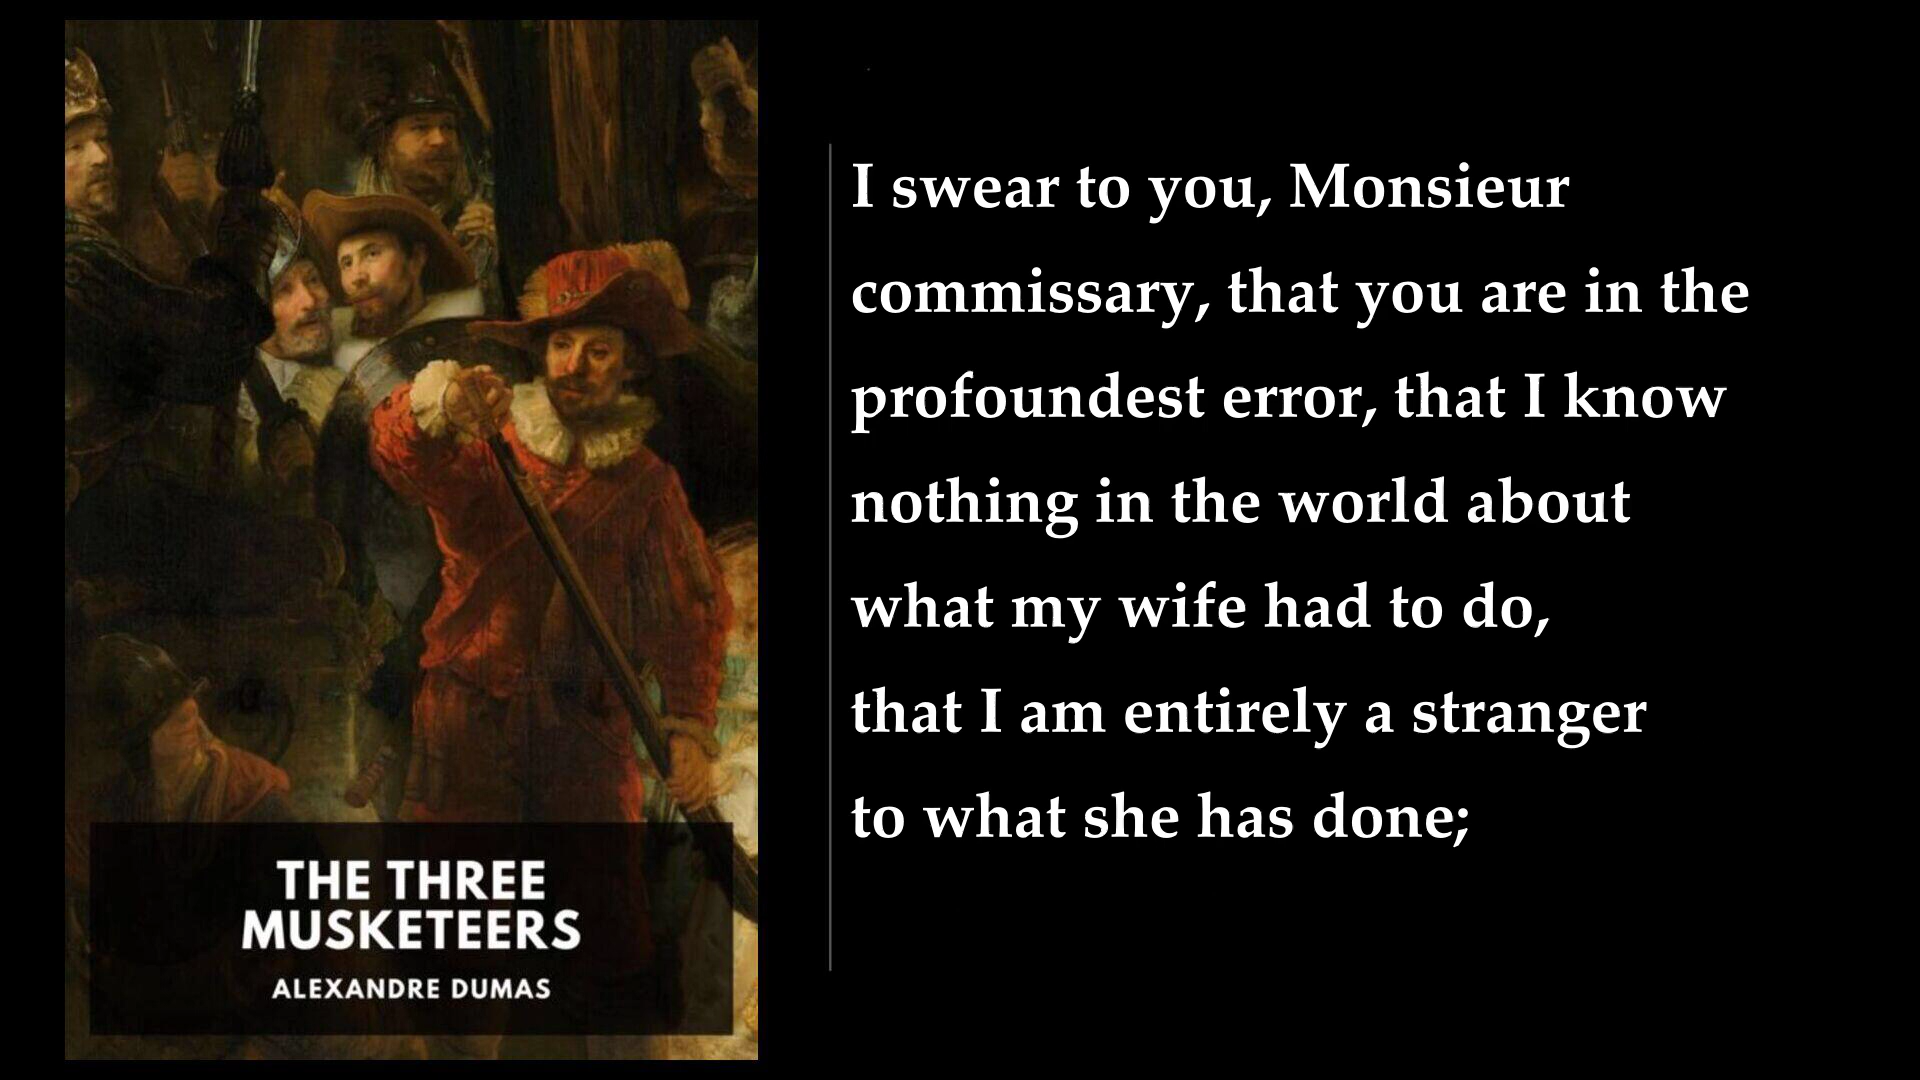 THE THREE
MUSKETEERS
ALEXANDRE DUMAS
I swear to you, Monsieur
commissary, that you are in the
profoundest error, that I know
nothing in the world about
what my wife had to do,
that I am entirely a stranger
to what she has done;